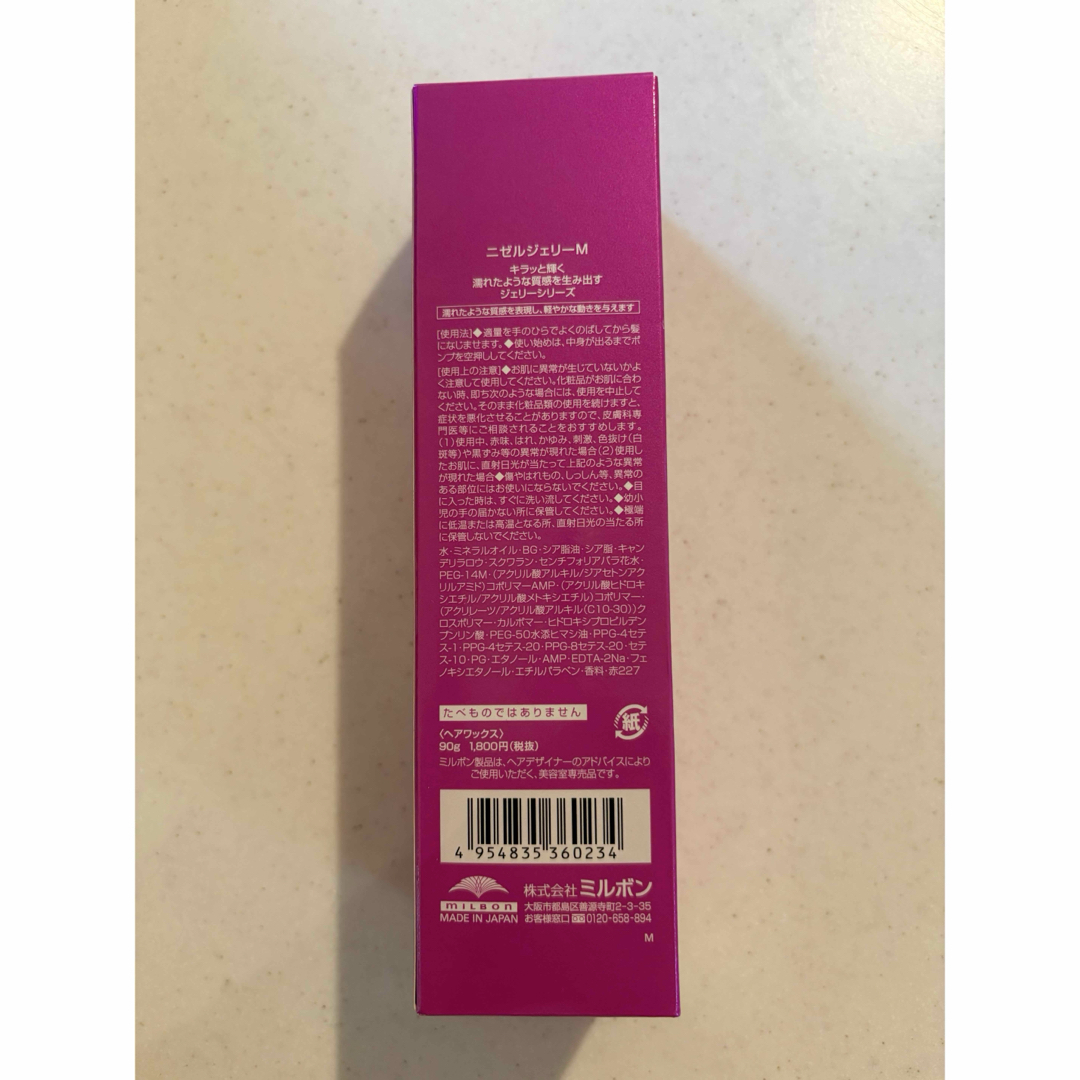 ニゼルジェリーM
キラッと輝く
濡れたような質感を生み出す
ジェリーシリーズ
濡れたような質感を表現し、軽やかな動きを与えます
[使用法]◆適量を手のひらでよくのばしてから髪
になじませます。◆使い始めは、中身が出るまでポ
ンプを空押ししてください。
[使用上の注意]◆お肌に異常が生じていないかよ
く注意して使用してください。化粧品がお肌に合わ
ない時、即ち次のような場合には、使用を中止して
ください。そのまま化粧品類の使用を続けますと、
症状を悪化させることがありますので、皮膚科専
門医等にご相談されることをおすすめします。
(1)使用中、赤味、はれ、かゆみ、刺激、色抜け(白
斑等)や黒ずみ等の異常が現れた場合(2)使用し
たお肌に、直射日光が当たって上記のような異常
が現れた場合◆傷やはれもの、しっしん等、異常の
ある部位にはお使いにならないでください。◆目
に入った時は、すぐに洗い流してください。◆幼小
児の手の届かない所に保管してください。◆極端
に低温または高温となる所、直射日光の当たる所
に保管しないでください。
水・ミネラルオイル・BG・シア脂油・シア脂・キャン
デリラロウ・スクワラン・センチフォリアバラ花水・
PEG-14M・(アクリル酸アルキル/ジアセトンアク
リルアミド)コポリマーAMP・(アクリル酸ヒドロキ
シエチル/アクリル酸メトキシエチル)コポリマー・
(アクリレーツ/アクリル酸アルキル(C10-30))ク
ロスポリマー・カルボマー・ヒドロキシプロピルデン
プンリン酸・PEG-50水添ヒマシ油・PPG-4セテ
ス-1・PPG-4セテス-20・PPG-8セテス-20・セテ
ス-10・PG・エタノール・AMP・EDTA-2Na・フェ
ノキシエタノール・エチルパラベン・香料・赤227
たべものではありません
紙
〈ヘアワックス〉
90g 1,800円(税抜)
ミルボン製品は、ヘアデザイナーのアドバイスにより
ご使用いただく、美容室専売品です。
4 954835 360234
milbon
MADE IN JAPAN
株式会社ミルボン
大阪市都島区善源寺町2-3-35
お客様窓口 0120-658-894
M